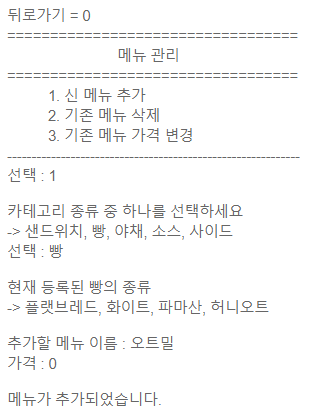 뒤로가기 = 0
==================================
메뉴 관리
==================================
1. 신 메뉴 추가
2. 기존 메뉴 삭제
3. 기존 메뉴 가격 변경
-----------------------------------------------------------
선택 : 1
카테고리 종류 중 하나를 선택하세요
-> 샌드위치, 빵, 야채, 소스, 사이드
선택 : 빵
현재 등록된 빵의 종류
-> 플랫브레드, 화이트, 파마산, 허니오트
추가할 메뉴 이름 : 오트밀
가격 : 0
메뉴가 추가되었습니다.